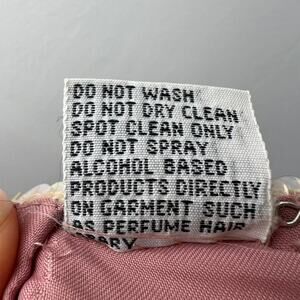 DO NOT WASH
DO NOT DRY CLEAN
SPOT CLEAN ONLY
DO NOT SPRAY
ALCOHOL BASED
PRODUCTS DIRECTLY
ON GARMENT SUCH
AS PERFUME HAIR